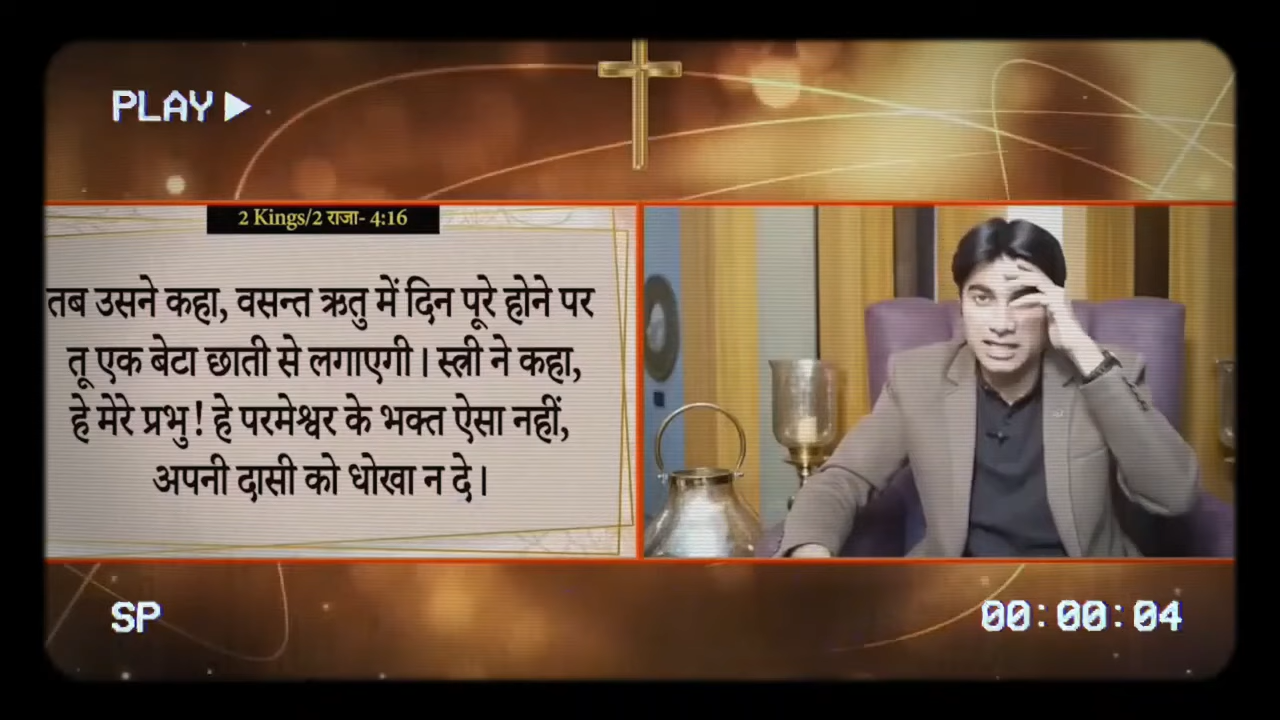 PLAY
2 Kings/2 राजा- 4:16
तब उसने कहा, वसन्त ऋतु में दिन पूरे होने पर
तू एक बेटा छाती से लगाएगी। स्त्री ने कहा,
हे मेरे प्रभु! हे परमेश्वर के भक्त ऐसा नहीं,
अपनी दासी को धोखा न दे।
SP
00:00:04